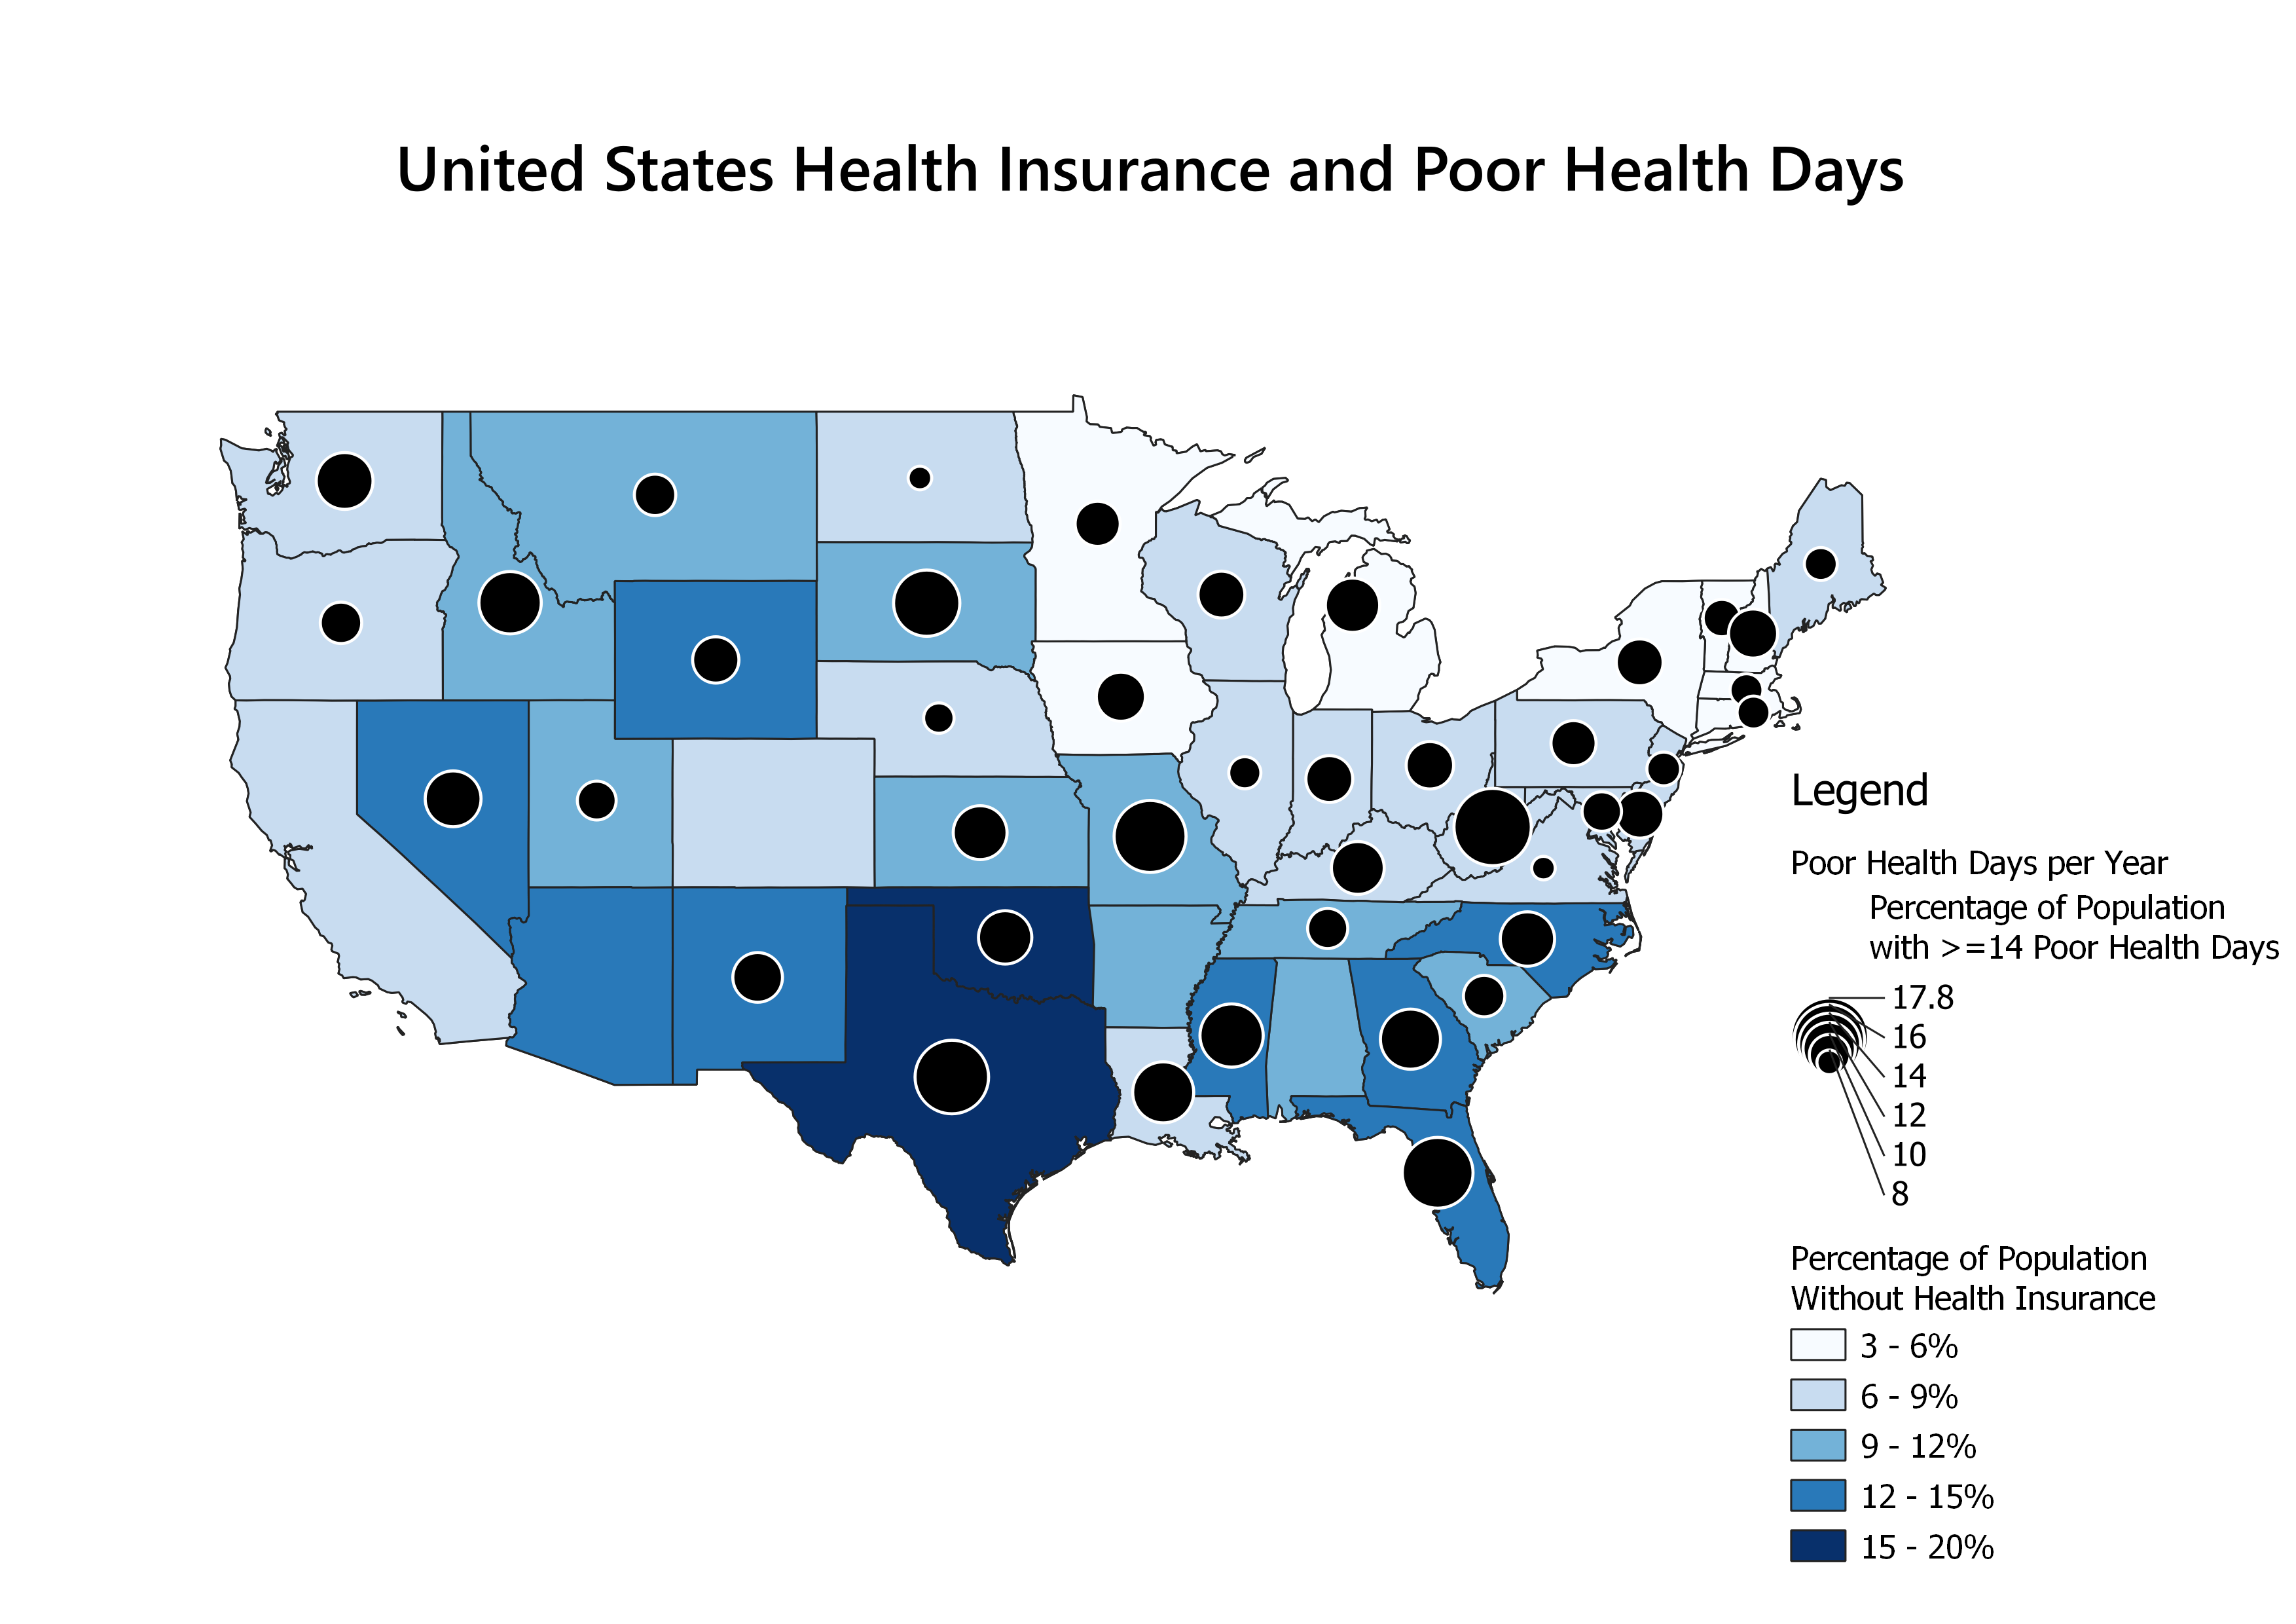 United States Health Insurance and Poor Health Days
Legend
Poor Health Days per Year
Percentage of Population
with >=14 Poor Health Days
17.8
16
14
12
10
8
Percentage of Population
Without Health Insurance
3 - 6%
6 - 9%
9 - 12%
12 - 15%
15 - 20%